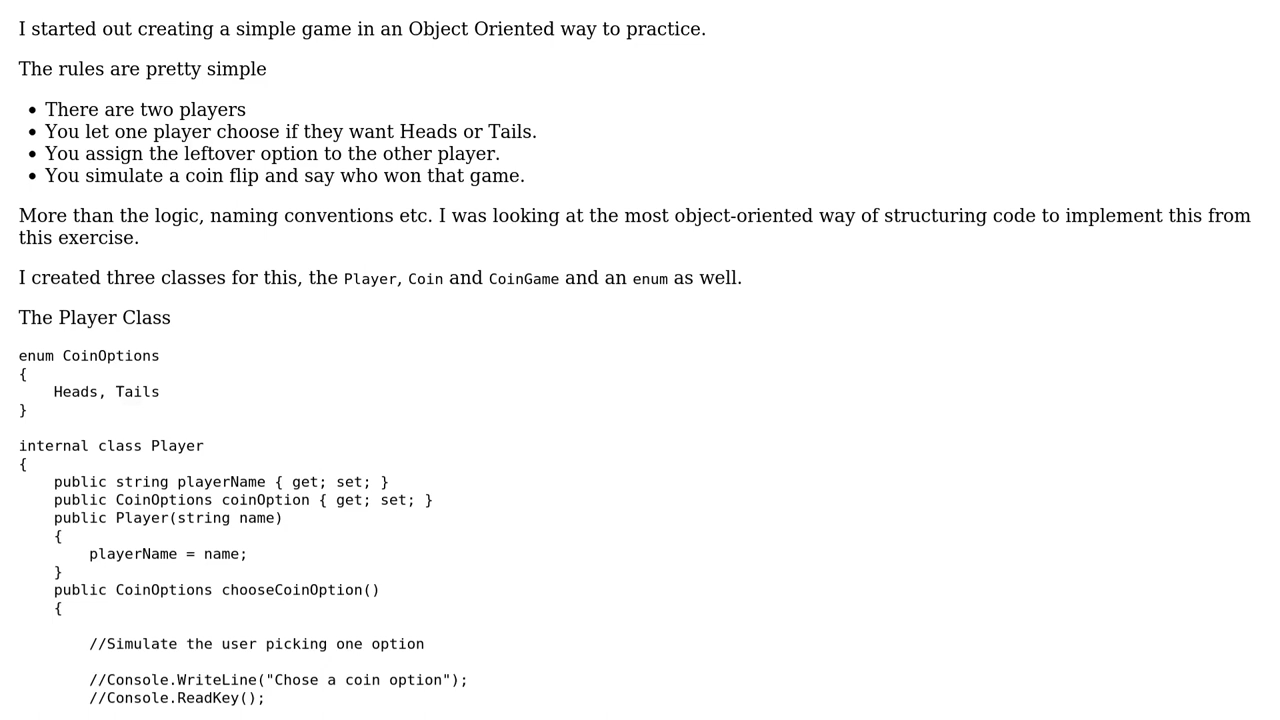 I started out creating a simple game in an Object Oriented way to practice.
The rules are pretty simple
• There are two players
• You let one player choose if they want Heads or Tails.
• You assign the leftover option to the other player.
• You simulate a coin flip and say who won that game.
More than the logic, naming conventions etc. I was looking at the most object-oriented way of structuring code to implement this from
this exercise.
I created three classes for this, the Player, Coin and CoinGame and an enum as well.
The Player Class
enum CoinOptions
{
    Heads, Tails
}
internal class Player
{
    public string playerName { get; set; }
    public CoinOptions coinOption { get; set; }
    public Player(string name)
    {
        playerName = name;
    }
    public CoinOptions chooseCoinOption()
    {
        //Simulate the user picking one option
        //Console.WriteLine("Chose a coin option");
        //Console.ReadKey();